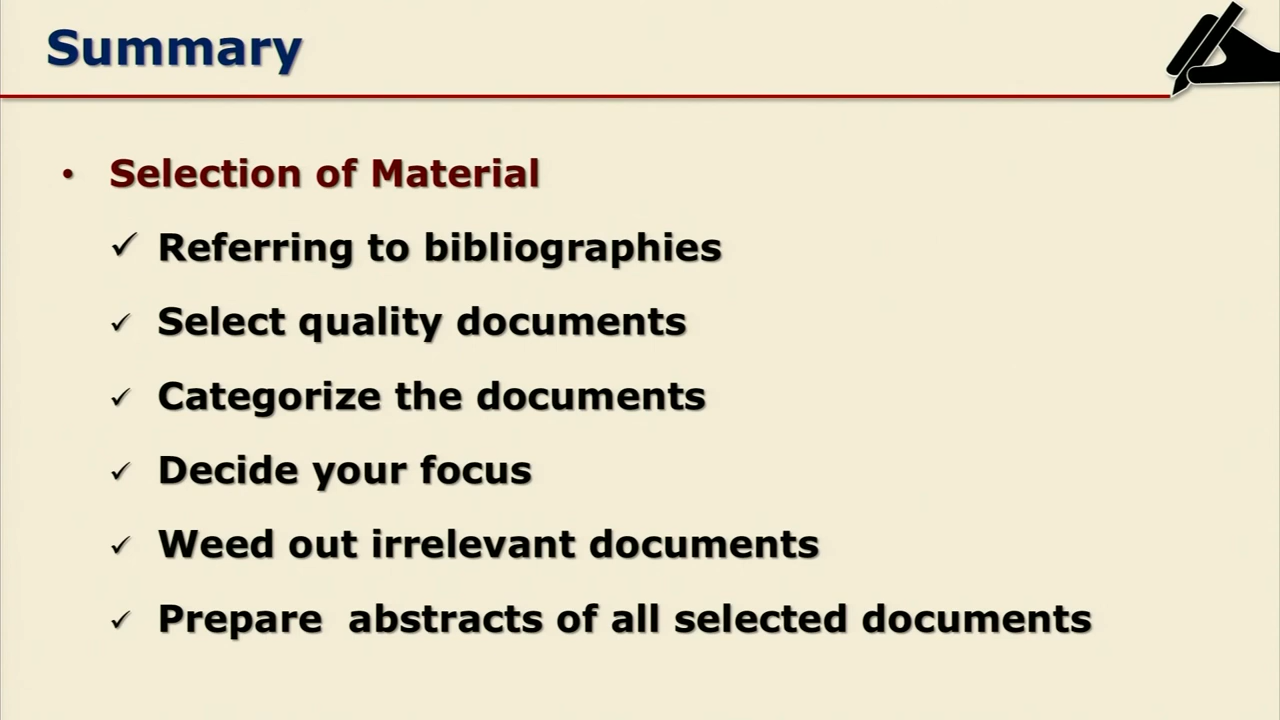 Summary
• Selection of Material
✓ Referring to bibliographies
✓ Select quality documents
✓ Categorize the documents
✓ Decide your focus
✓ Weed out irrelevant documents
✓ Prepare  abstracts of all selected documents